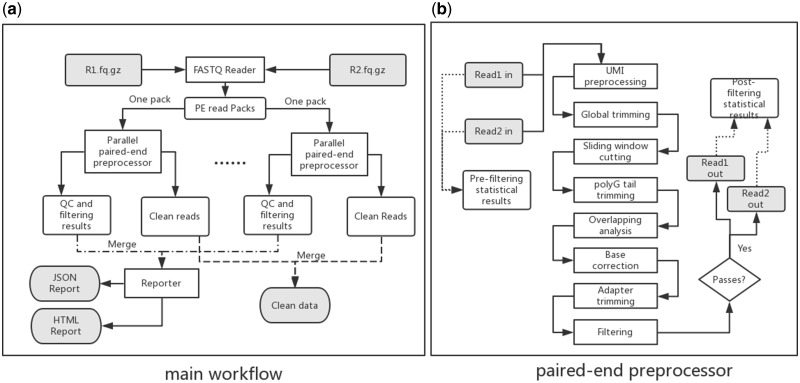 (a)
R1.fq.gz
FASTQ Reader
R2.fq.gz
One pack
PE read Packs
One pack
Parallel
paired-end
preprocessor
......
Parallel
paired-end
preprocessor
QC and
filtering
results
Clean reads
QC and
filtering
results
Clean Reads
Merge
Merge
JSON
Report
Reporter
Clean data
HTML
Report
main workflow
(b)
Read1 in
UMI
preprocessing
Post-
filtering
statistical
results
Global trimming
Read2 in
Sliding window
cutting
Read1
out
Pre-filtering
statistical
results
polyG tail
trimming
Read2
out
Overlapping
analysis
Yes
Base
correction
Passes?
Adapter
trimming
Filtering
paired-end preprocessor